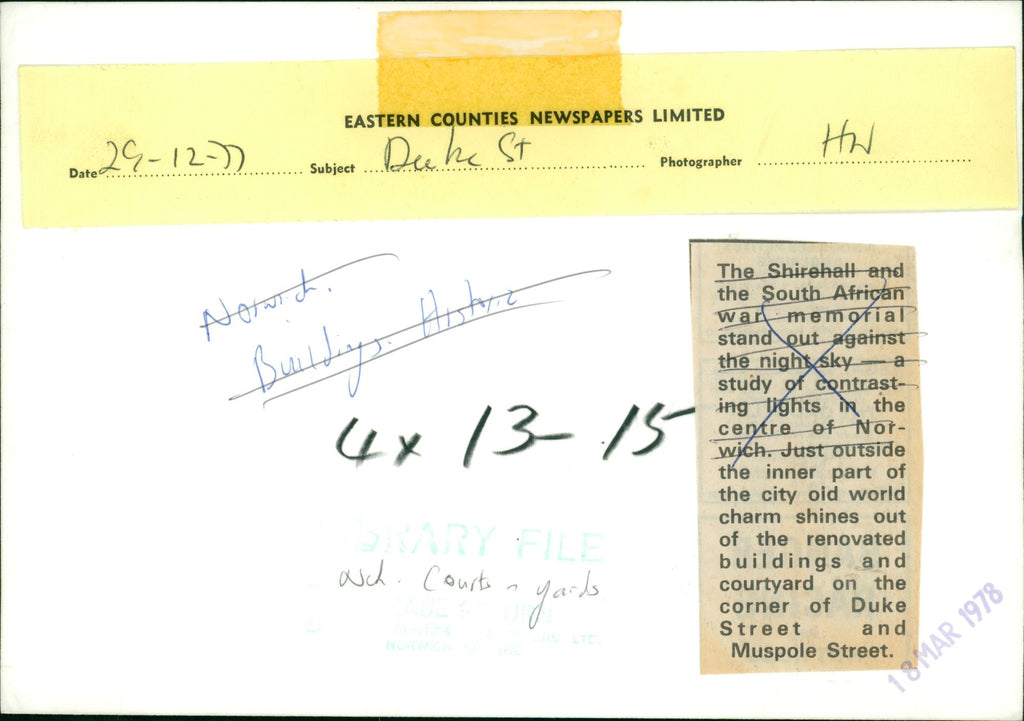 EASTERN COUNTIES NEWSPAPERS LIMITED
Date 29-12-77 Subject Duke St Photographer HW
Norwich.
Buildings. Historic
4 x 13- 15
The Shirehall and
the South African
war memorial
stand out against
the night sky — a
study of contrast-
ing lights in the
centre of Nor-
wich. Just outside
the inner part of
the city old world
charm shines out
of the renovated
buildings and
courtyard on the
corner of Duke
Street and
Muspole Street.
18 MAR 1978
LIBRARY FILE
Nch. Courts n yards
NORWICH